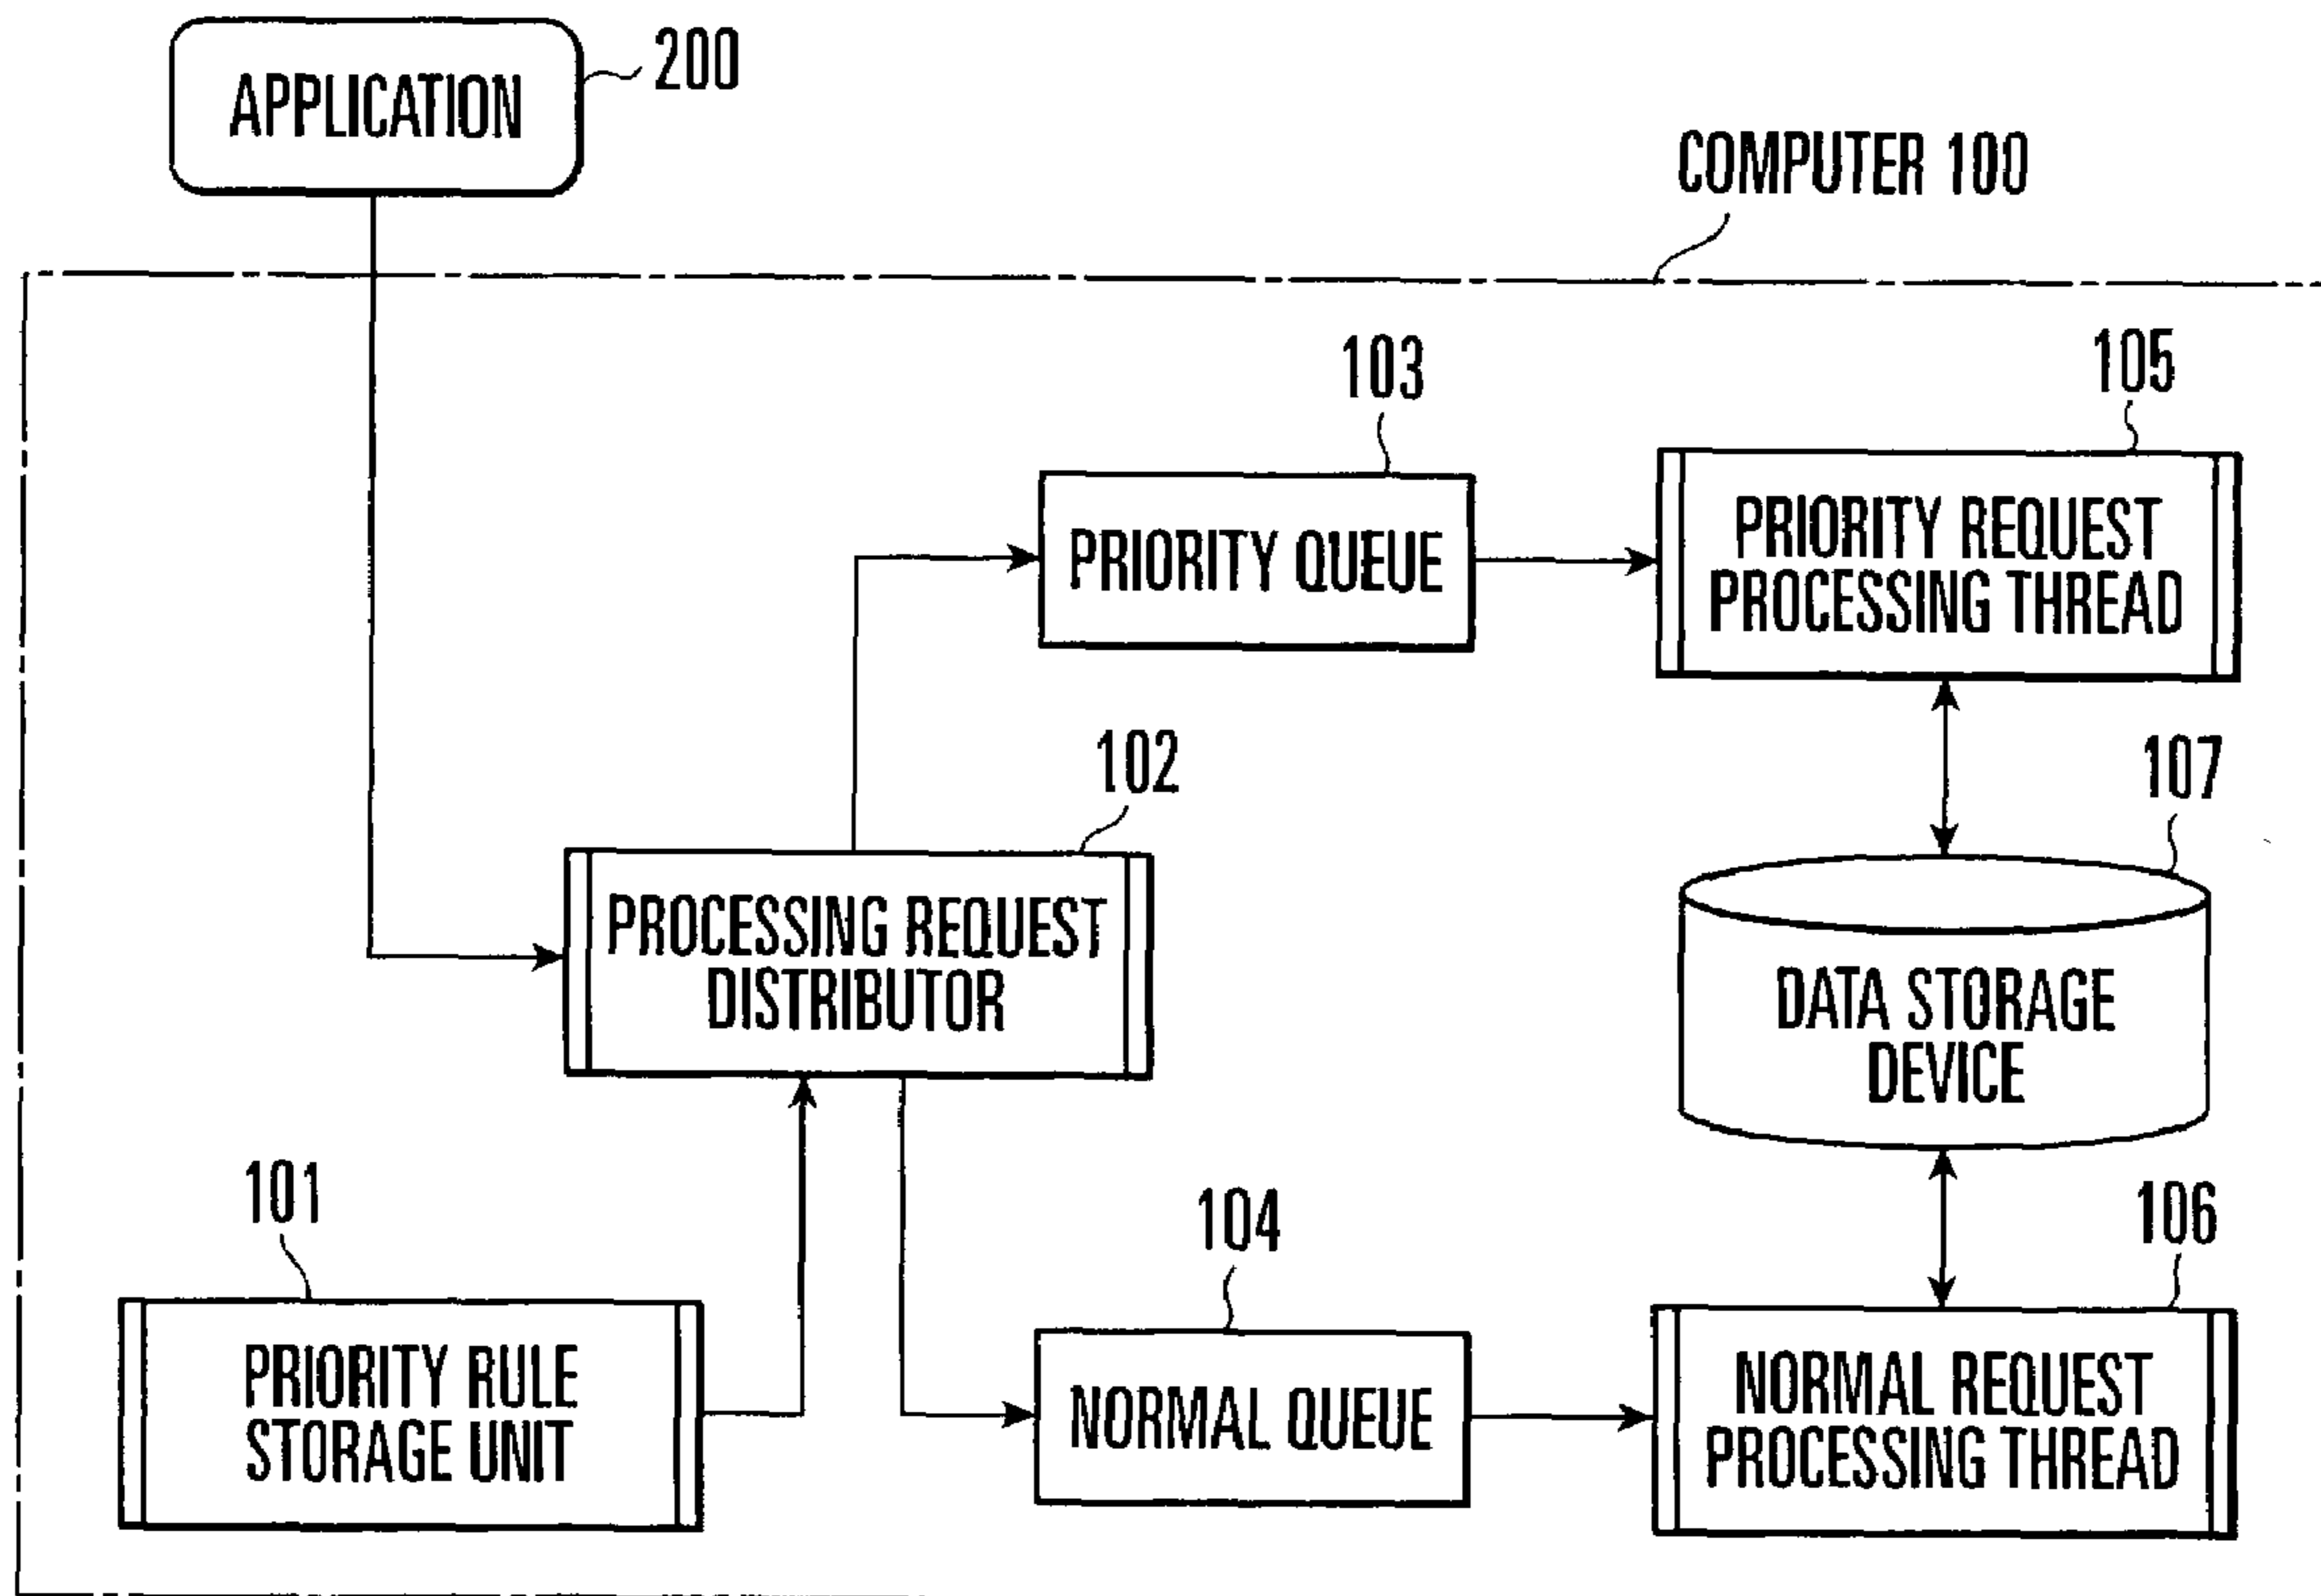 APPLICATION
200
COMPUTER 100
103
105
PRIORITY QUEUE
PRIORITY REQUEST
PROCESSING THREAD
102
107
PROCESSING REQUEST
DISTRIBUTOR
DATA STORAGE
DEVICE
101
104
106
PRIORITY RULE
STORAGE UNIT
NORMAL QUEUE
NORMAL REQUEST
PROCESSING THREAD